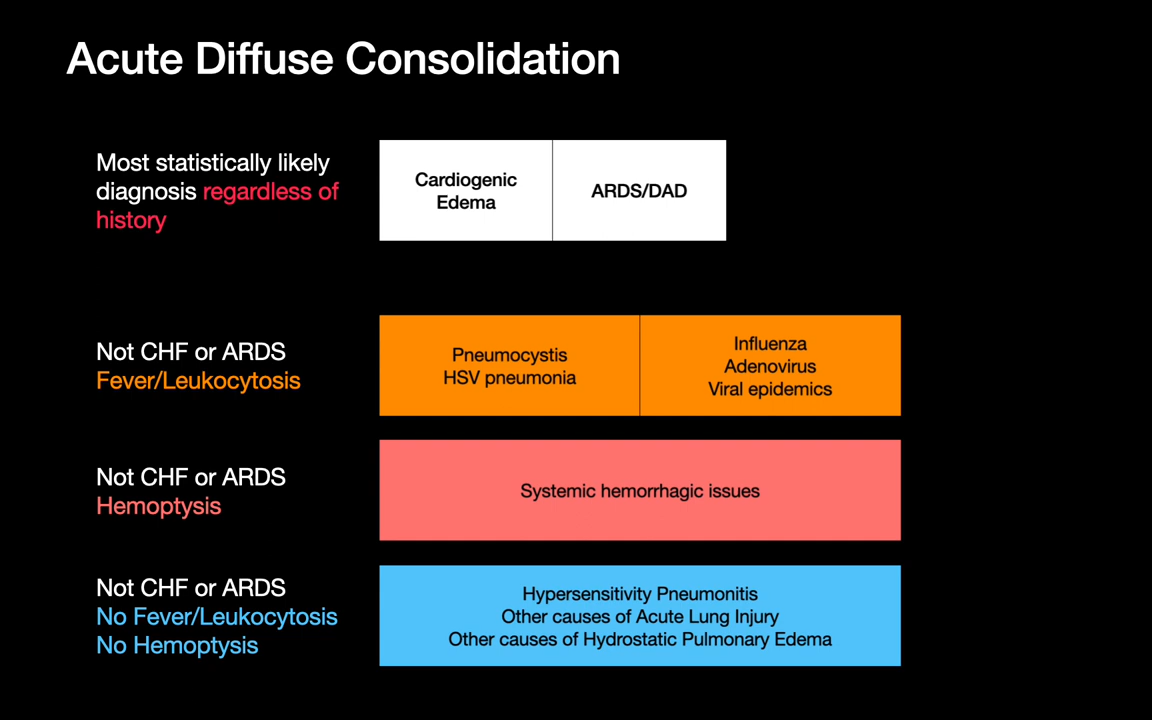 Acute Diffuse Consolidation
Most statistically likely
diagnosis regardless of
history
Cardiogenic
Edema
ARDS/DAD
Not CHF or ARDS
Fever/Leukocytosis
Pneumocystis
HSV pneumonia
Influenza
Adenovirus
Viral epidemics
Not CHF or ARDS
Hemoptysis
Systemic hemorrhagic issues
Not CHF or ARDS
No Fever/Leukocytosis
No Hemoptysis
Hypersensitivity Pneumonitis
Other causes of Acute Lung Injury
Other causes of Hydrostatic Pulmonary Edema